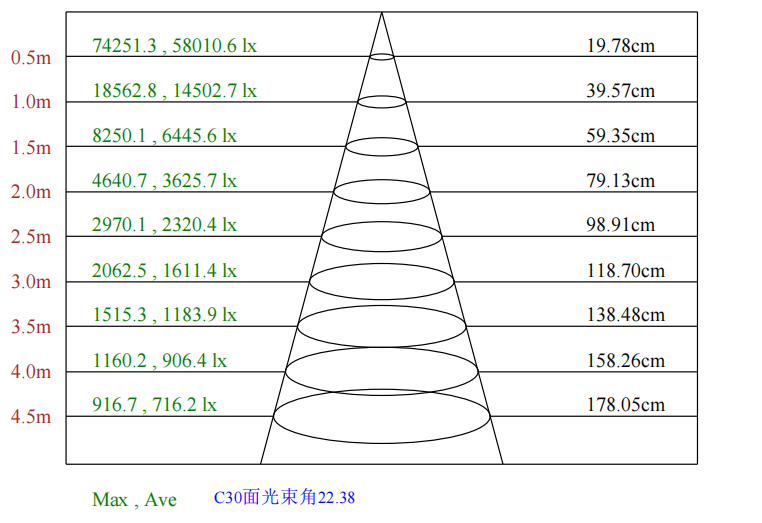 74251.3 , 58010.6 lx 19.78cm
0.5m
18562.8 , 14502.7 lx 39.57cm
1.0m
8250.1 , 6445.6 lx 59.35cm
1.5m
4640.7 , 3625.7 lx 79.13cm
2.0m
2970.1 , 2320.4 lx 98.91cm
2.5m
2062.5 , 1611.4 lx 118.70cm
3.0m
1515.3 , 1183.9 lx 138.48cm
3.5m
1160.2 , 906.4 lx 158.26cm
4.0m
916.7 , 716.2 lx 178.05cm
4.5m
Max , Ave C30面光束角22.38